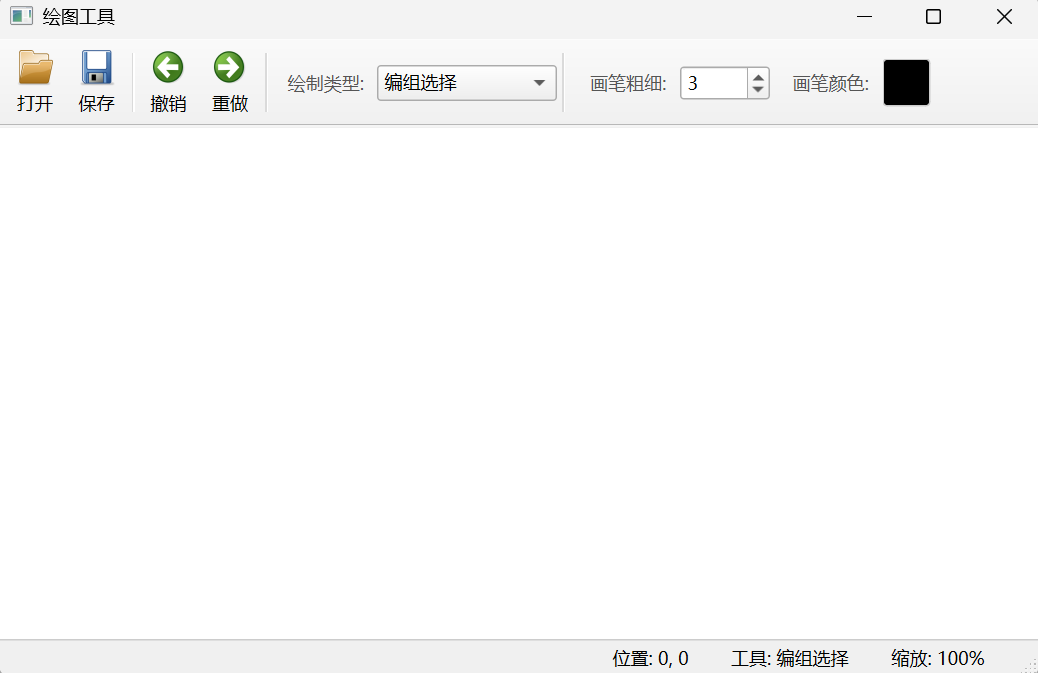 绘图工具
打开 保存 撤销 重做 绘制类型: 编组选择 画笔粗细: 3 画笔颜色:
位置: 0, 0 工具: 编组选择 缩放: 100%